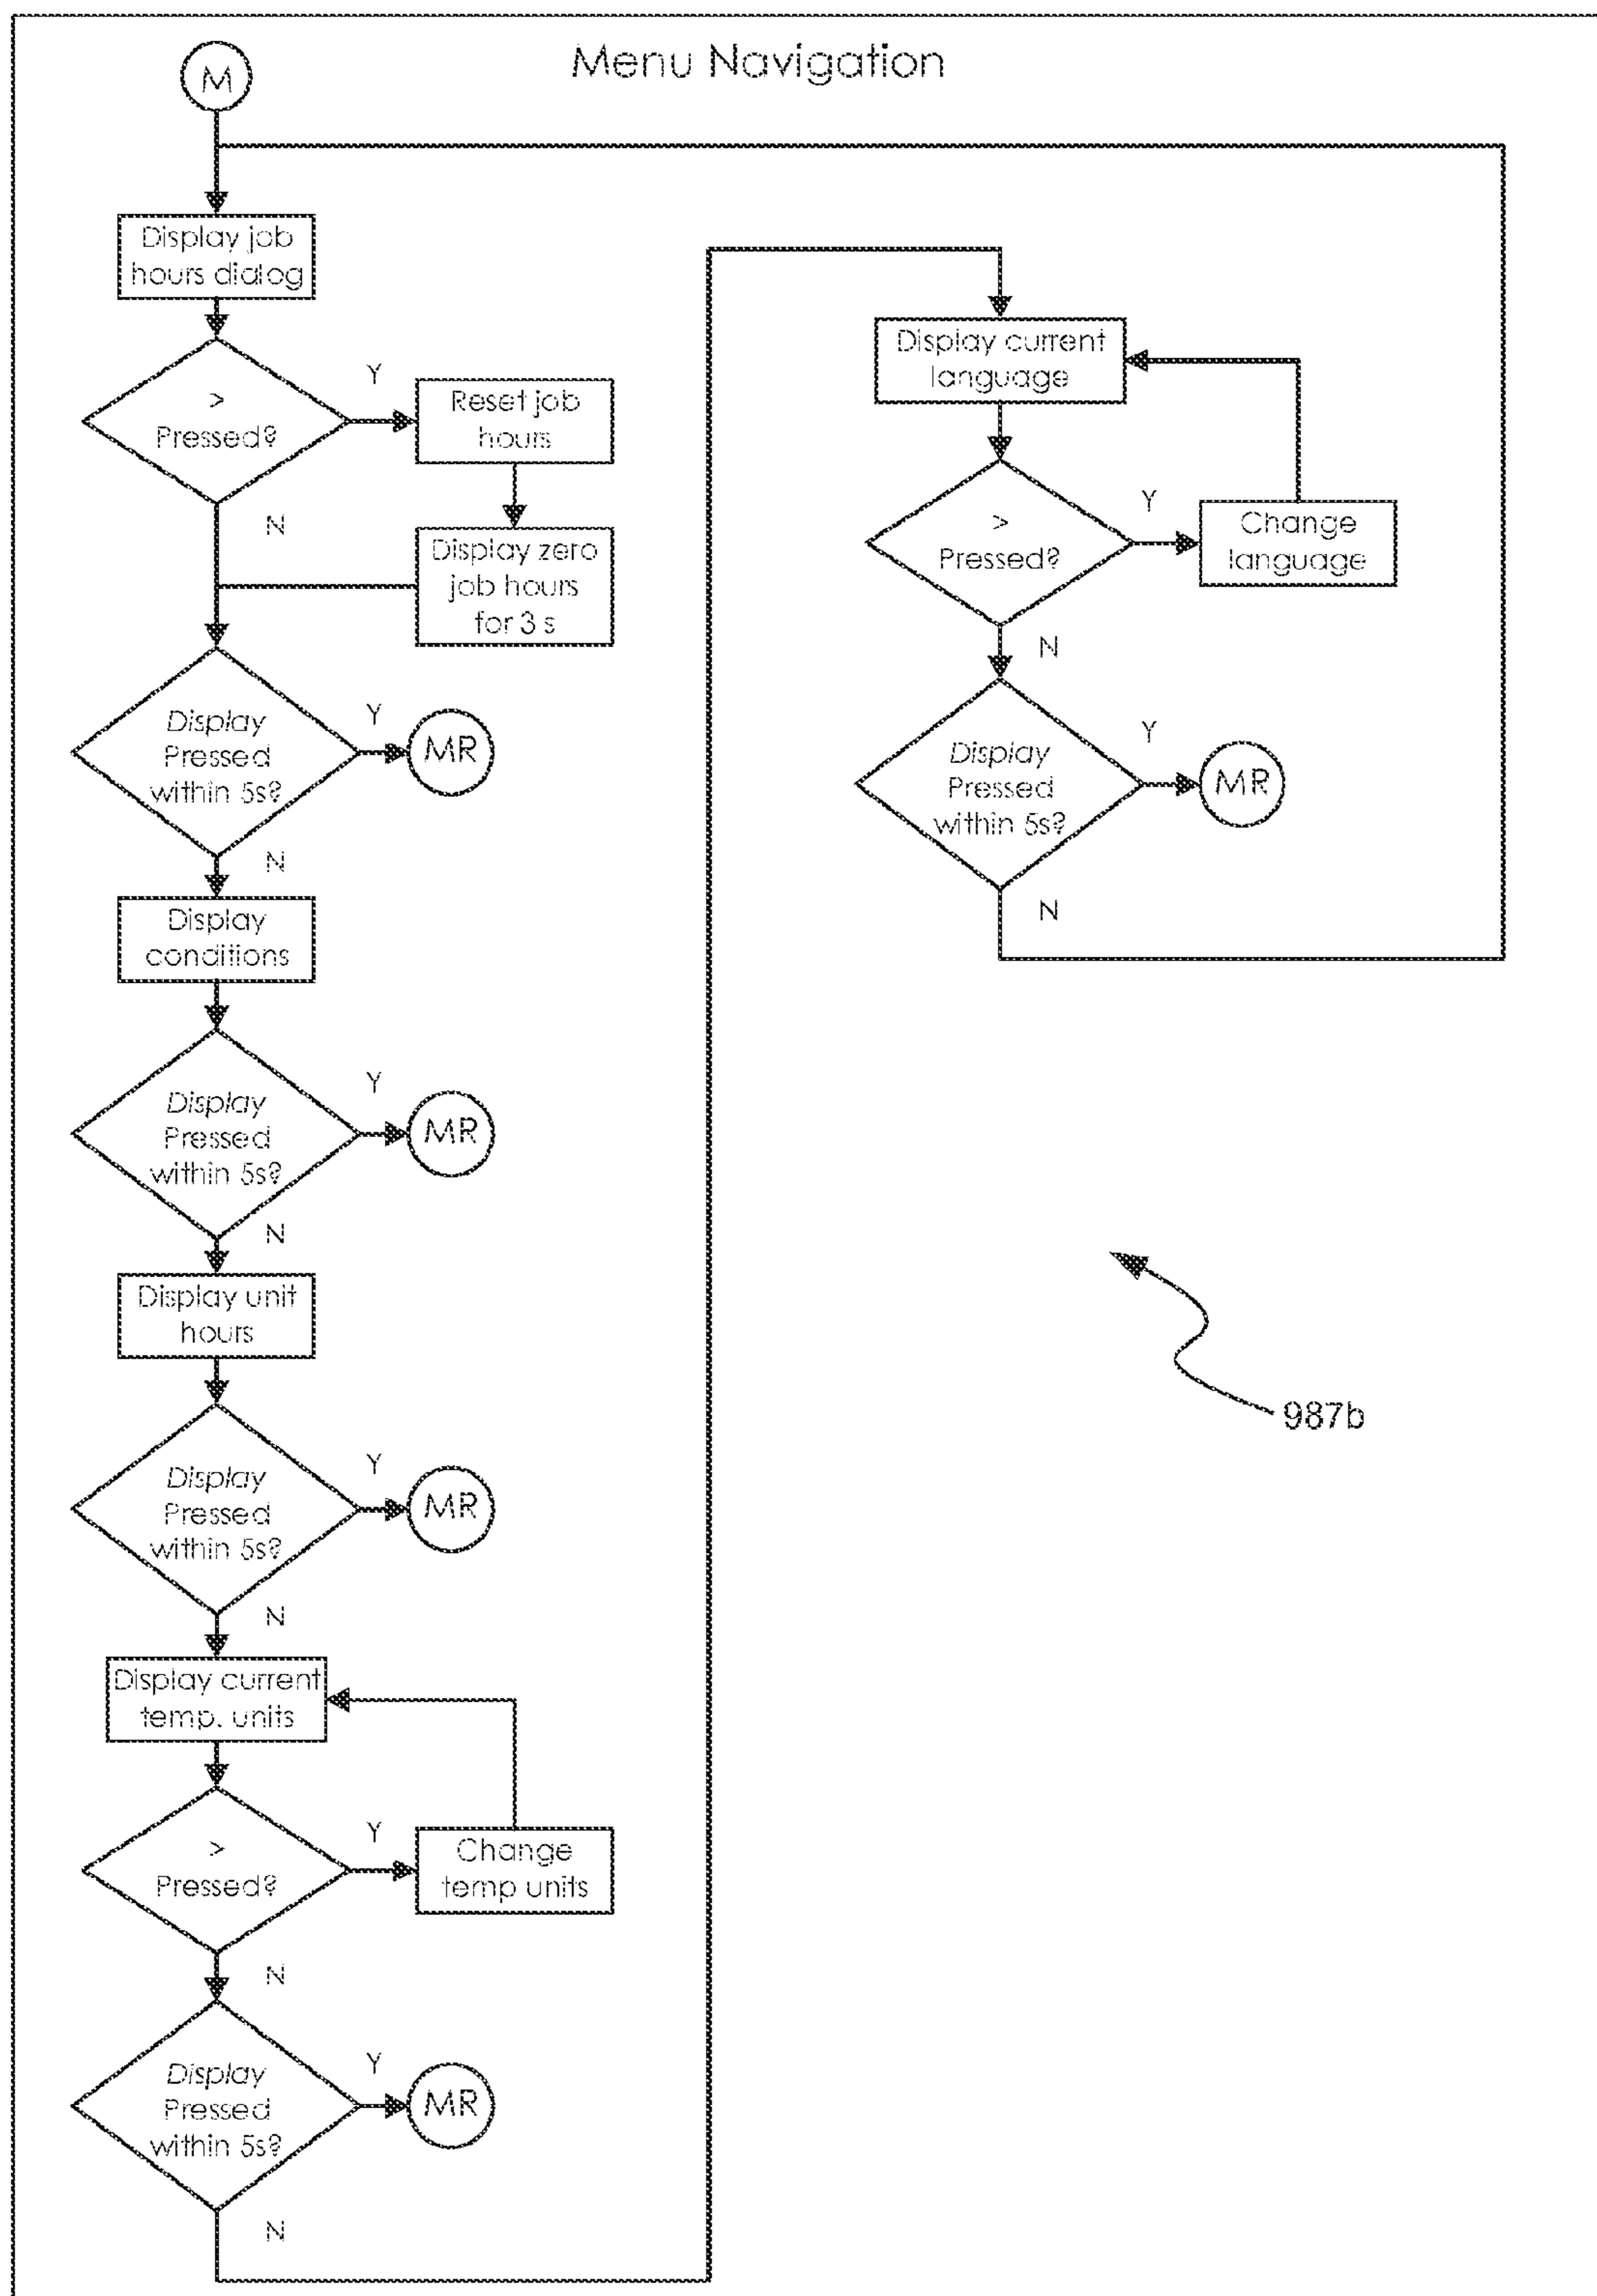 Menu Navigation
M
Display job
hours dialog
>
Pressed?
Y
Reset job
hours
N
Display zero
job hours
for 3 s
Display
Pressed
within 5s?
Y
MR
N
Display
conditions
Display
Pressed
within 5s?
Y
MR
N
Display unit
hours
Display
Pressed
within 5s?
Y
MR
N
Display current
temp. units
>
Pressed?
Y
Change
temp units
N
Display
Pressed
within 5s?
Y
MR
N
Display current
language
>
Pressed?
Y
Change
language
N
Display
Pressed
within 5s?
Y
MR
N
987b